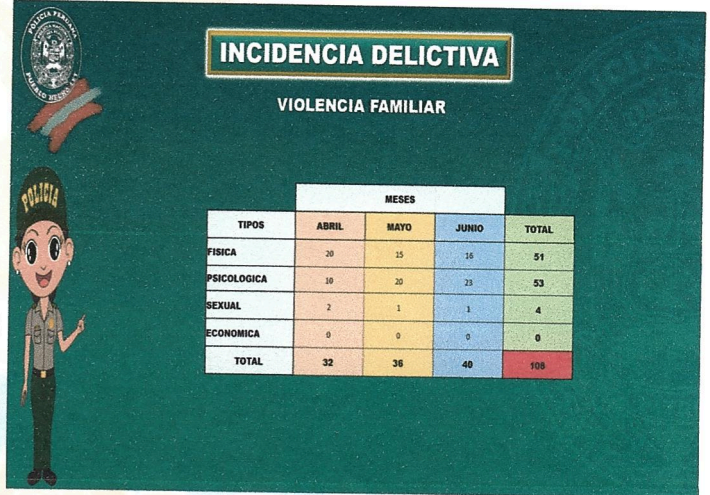 POLICIA PERUANA
INCIDENCIA DELICTIVA
VIOLENCIA FAMILIAR
POLICIA
MESES
TIPOS ABRIL MAYO JUNIO TOTAL
FISICA 20 15 16 51
PSICOLOGICA 10 20 23 53
SEXUAL 2 1 1 4
ECONOMICA 0 0 0 0
TOTAL 32 36 40 108